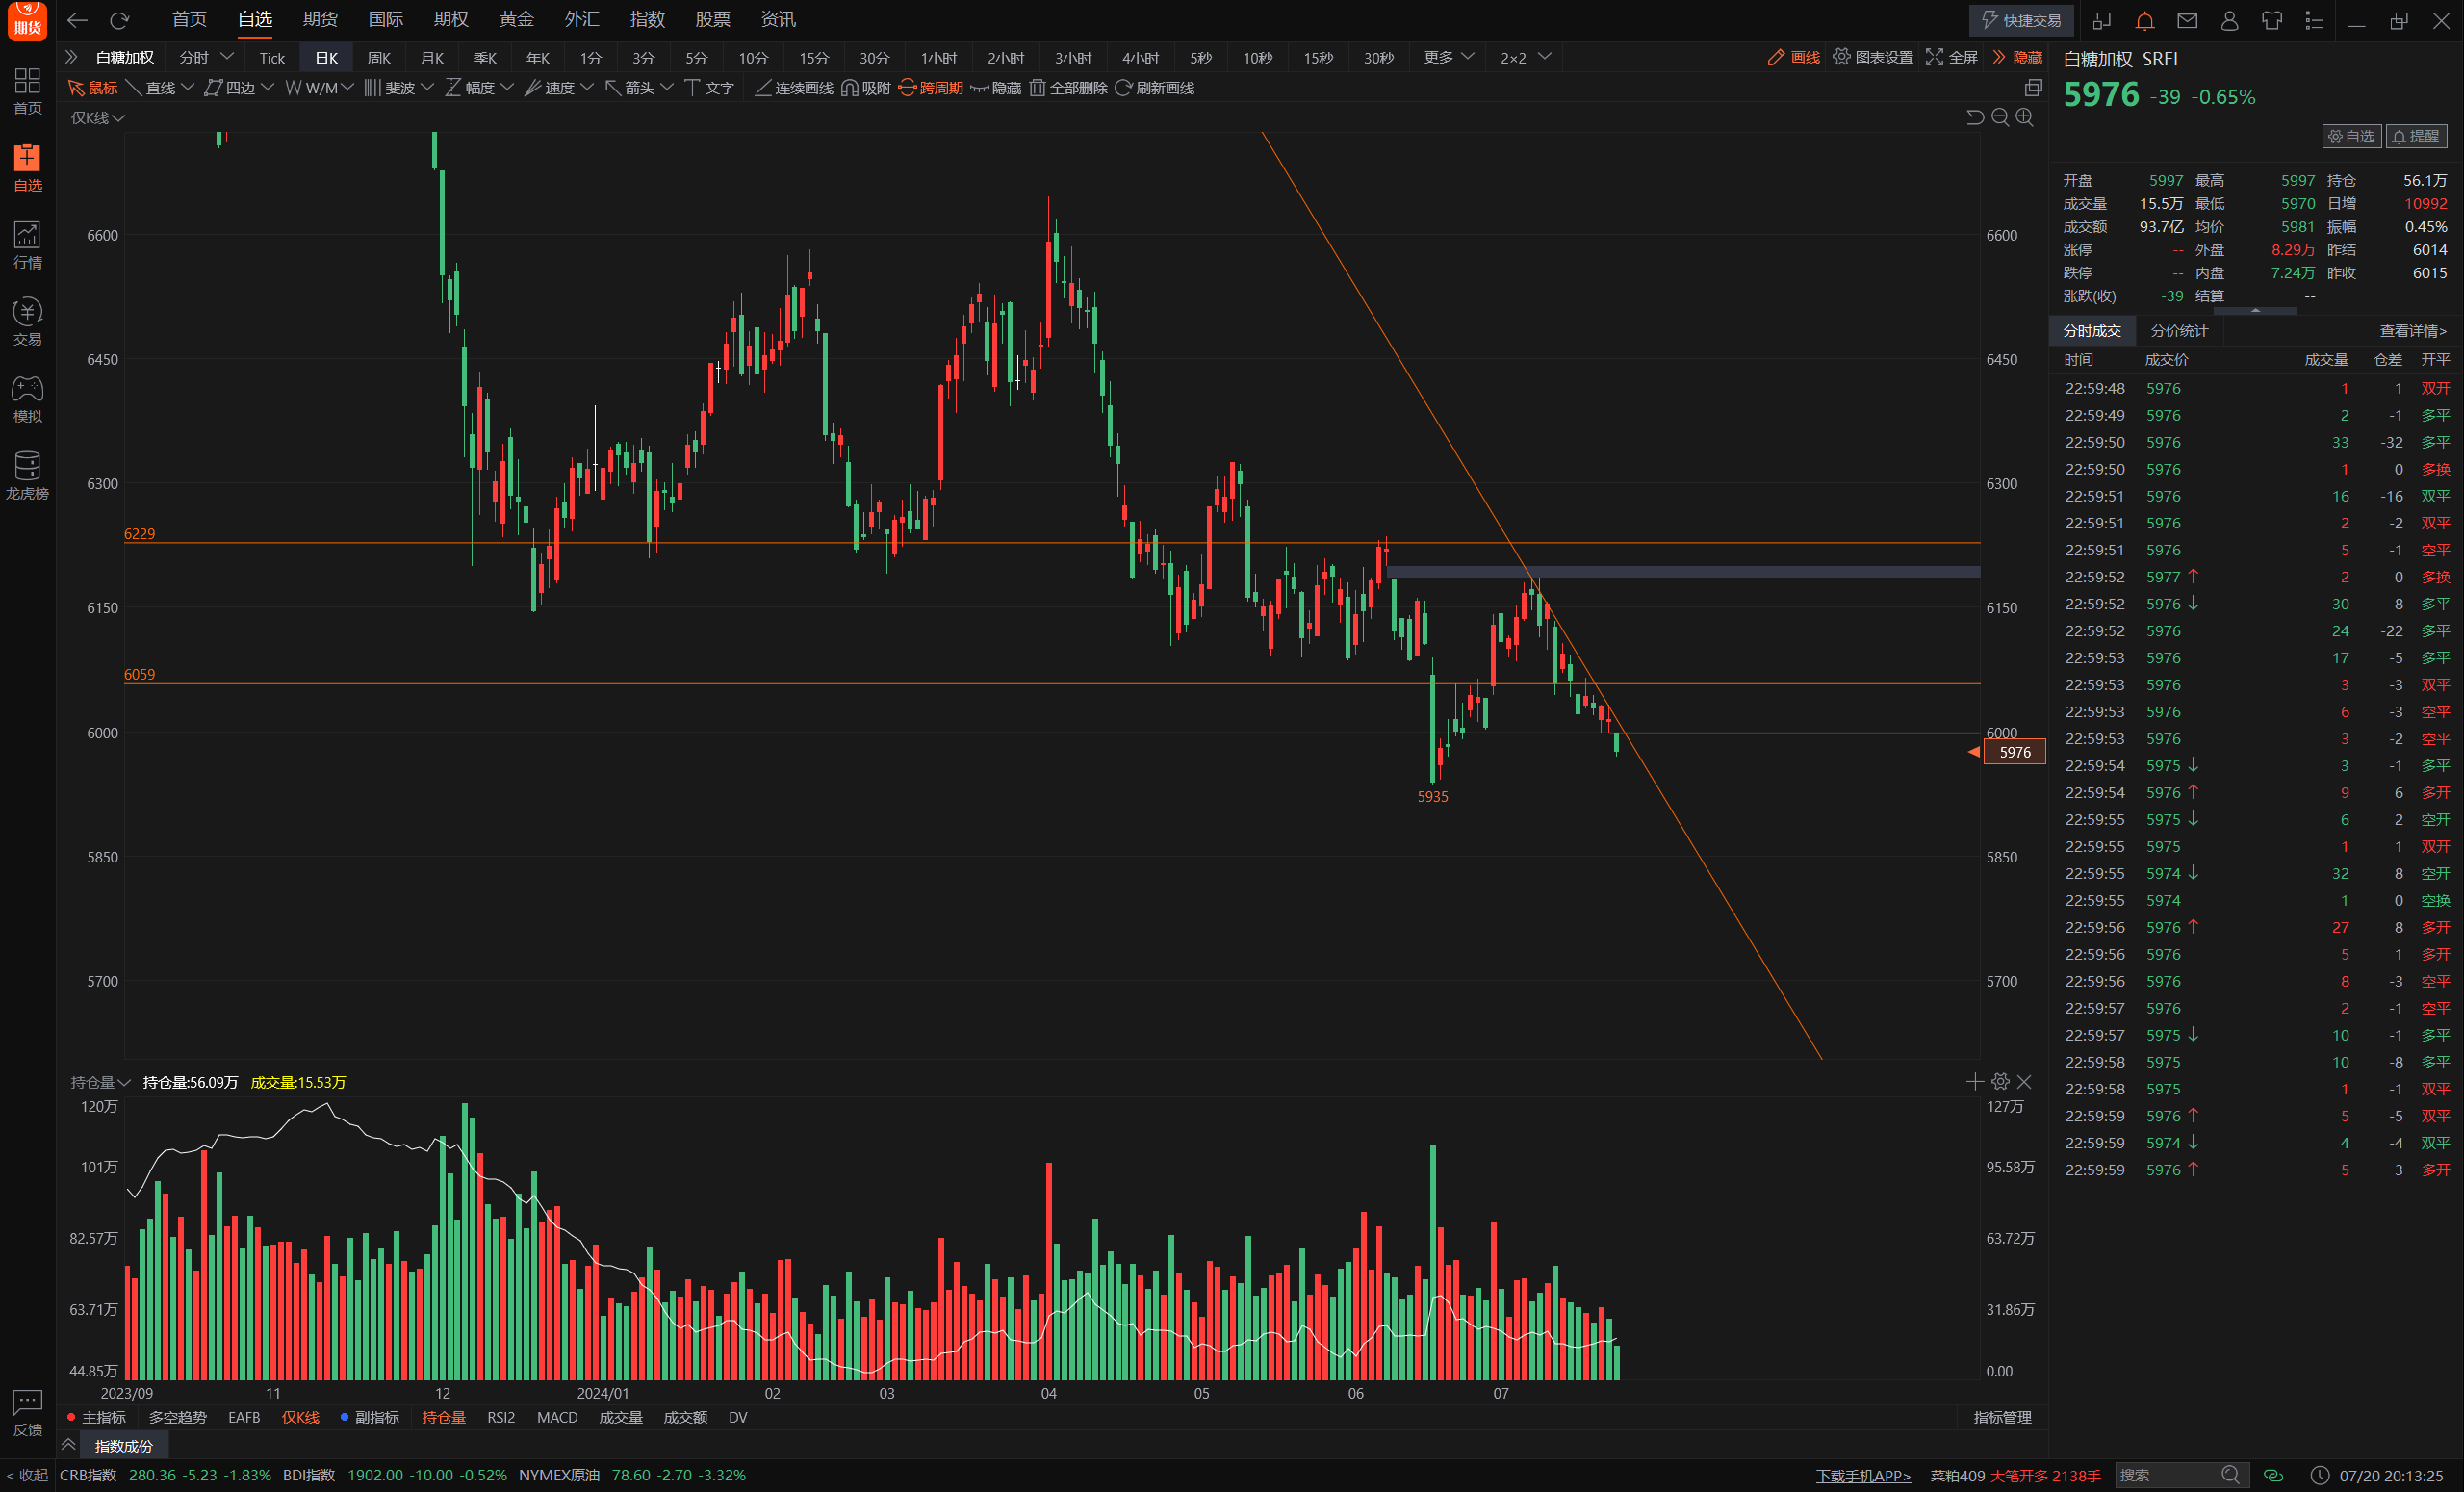 期货 首页 自选 期货 国际 期权 黄金 外汇 指数 股票 资讯 快捷交易
白糖加权 分时 Tick 日K 周K 月K 季K 年K 1分 3分 5分 10分 15分 30分 1小时 2小时 3小时 4小时 5秒 10秒 15秒 30秒 更多 2×2 画线 图表设置 全屏 隐藏
鼠标 直线 四边 W/M 斐波 幅度 速度 箭头 文字 连续画线 吸附 跨周期 隐藏 全部删除 刷新画线
首页
自选
行情
交易
模拟
龙虎榜
反馈
< 收起
仅K线
6600 6600
6450 6450
6300 6300
6229
6150 6150
6059
6000 6000
5976
5935
5850 5850
5700 5700
持仓量 持仓量:56.09万 成交量:15.53万
120万 127万
101万 95.58万
82.57万 63.72万
63.71万 31.86万
44.85万 0.00
2023/09 11 12 2024/01 02 03 04 05 06 07
主指标 多空趋势 EAFB 仅K线 副指标 持仓量 RSI2 MACD 成交量 成交额 DV 指标管理
指数成份
白糖加权 SRFI
5976 -39 -0.65%
自选 提醒
开盘 5997 最高 5997 持仓 56.1万
成交量 15.5万 最低 5970 日增 10992
成交额 93.7亿 均价 5981 振幅 0.45%
涨停 -- 外盘 8.29万 昨结 6014
跌停 -- 内盘 7.24万 昨收 6015
涨跌(收) -39 结算 --
分时成交 分价统计 查看详情>
时间 成交价 成交量 仓差 开平
22:59:48 5976 1 1 双开
22:59:49 5976 2 -1 多平
22:59:50 5976 33 -32 多平
22:59:50 5976 1 0 多换
22:59:51 5976 16 -16 双平
22:59:51 5976 2 -2 双平
22:59:51 5976 5 -1 空平
22:59:52 5977 ↑ 2 0 多换
22:59:52 5976 ↓ 30 -8 多平
22:59:52 5976 24 -22 多平
22:59:53 5976 17 -5 多平
22:59:53 5976 3 -3 双平
22:59:53 5976 6 -3 空平
22:59:53 5976 3 -2 空平
22:59:54 5975 ↓ 3 -1 多平
22:59:54 5976 ↑ 9 6 多开
22:59:55 5975 ↓ 6 2 空开
22:59:55 5975 1 1 双开
22:59:55 5974 ↓ 32 8 空开
22:59:55 5974 1 0 空换
22:59:56 5976 ↑ 27 8 多开
22:59:56 5976 5 1 多开
22:59:56 5976 8 -3 空平
22:59:57 5976 2 -1 空平
22:59:57 5975 ↓ 10 -1 多平
22:59:58 5975 10 -8 多平
22:59:58 5975 1 -1 双平
22:59:59 5976 ↑ 5 -5 双平
22:59:59 5974 ↓ 4 -4 双平
22:59:59 5976 ↑ 5 3 多开
CRB指数 280.36 -5.23 -1.83% BDI指数 1902.00 -10.00 -0.52% NYMEX原油 78.60 -2.70 -3.32% 下载手机APP> 菜粕409 大笔开多 2138手 搜索 07/20 20:13:25